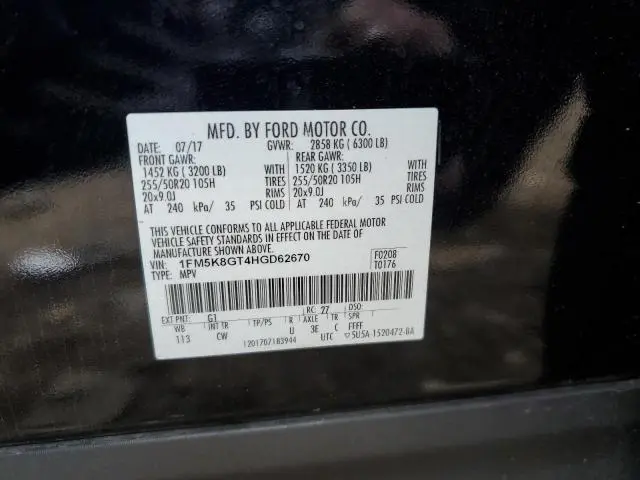 MFD. BY FORD MOTOR CO.
DATE: 07/17 GVWR: 2858 KG ( 6300 LB)
FRONT GAWR: REAR GAWR:
1452 KG ( 3200 LB) WITH 1520 KG ( 3350 LB) WITH
255/50R20 105H TIRES 255/50R20 105H TIRES
20x9.0J RIMS 20x9.0J RIMS
AT 240 kPa/ 35 PSI COLD AT 240 kPa/ 35 PSI COLD
THIS VEHICLE CONFORMS TO ALL APPLICABLE FEDERAL MOTOR
VEHICLE SAFETY STANDARDS IN EFFECT ON THE DATE OF
MANUFACTURE SHOWN ABOVE.
VIN: 1FM5K8GT4HGD62670 F0208
TYPE: MPV T0176
EXT PNT: G1 RC: 27 DSO:
WB INT TR TP/PS R AXLE TR SPR
113 CW U 3E C FFFF
1201707183944 UTC ▽5U5A-1520472-BA